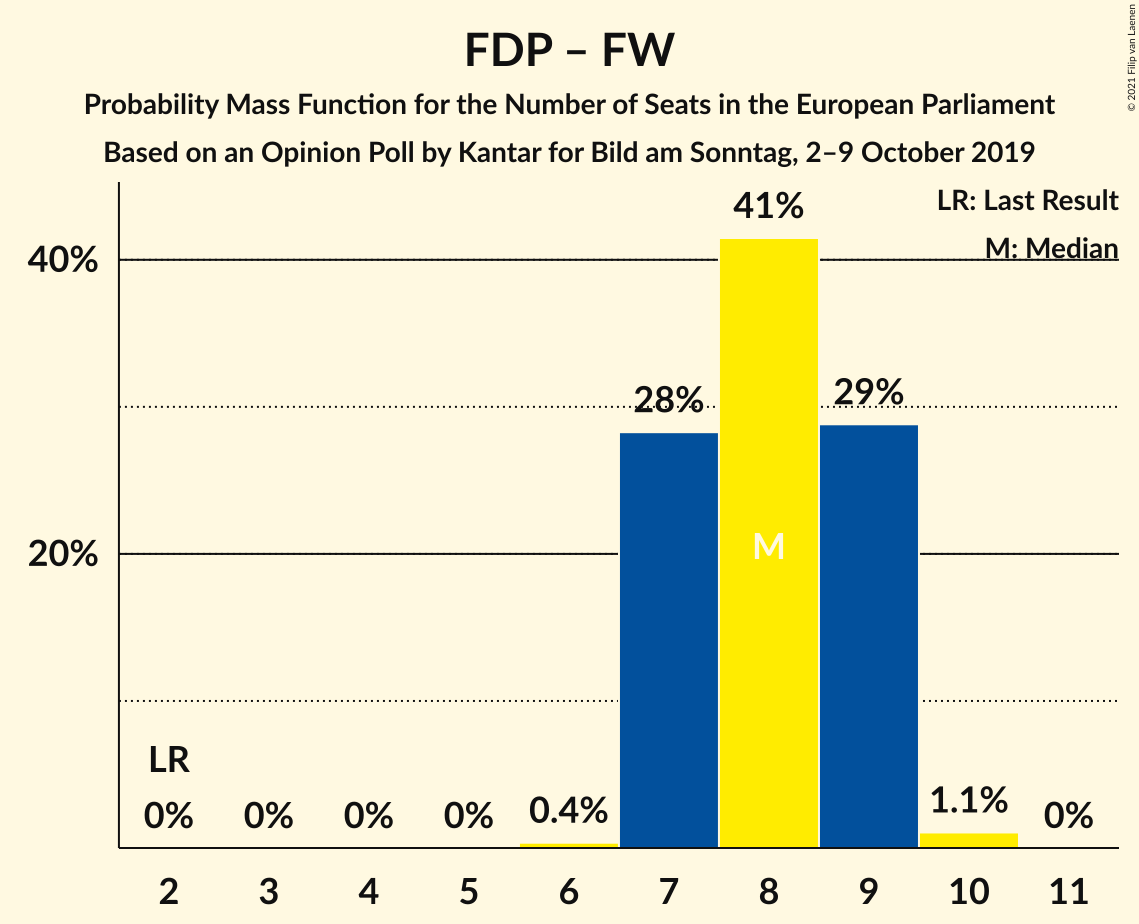 FDP – FW
Probability Mass Function for the Number of Seats in the European Parliament
Based on an Opinion Poll by Kantar for Bild am Sonntag, 2–9 October 2019
© 2021 Filip van Laenen
LR: Last Result
M: Median
41%
40%
28%
29%
20%
M
LR
0%
0%
0%
0%
0.4%
1.1%
0%
2 3 4 5 6 7 8 9 10 11